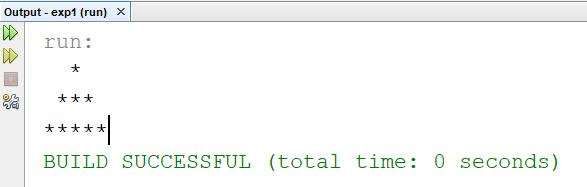 Output - exp1 (run) ×
run:
  *
 ***
*****
BUILD SUCCESSFUL (total time: 0 seconds)